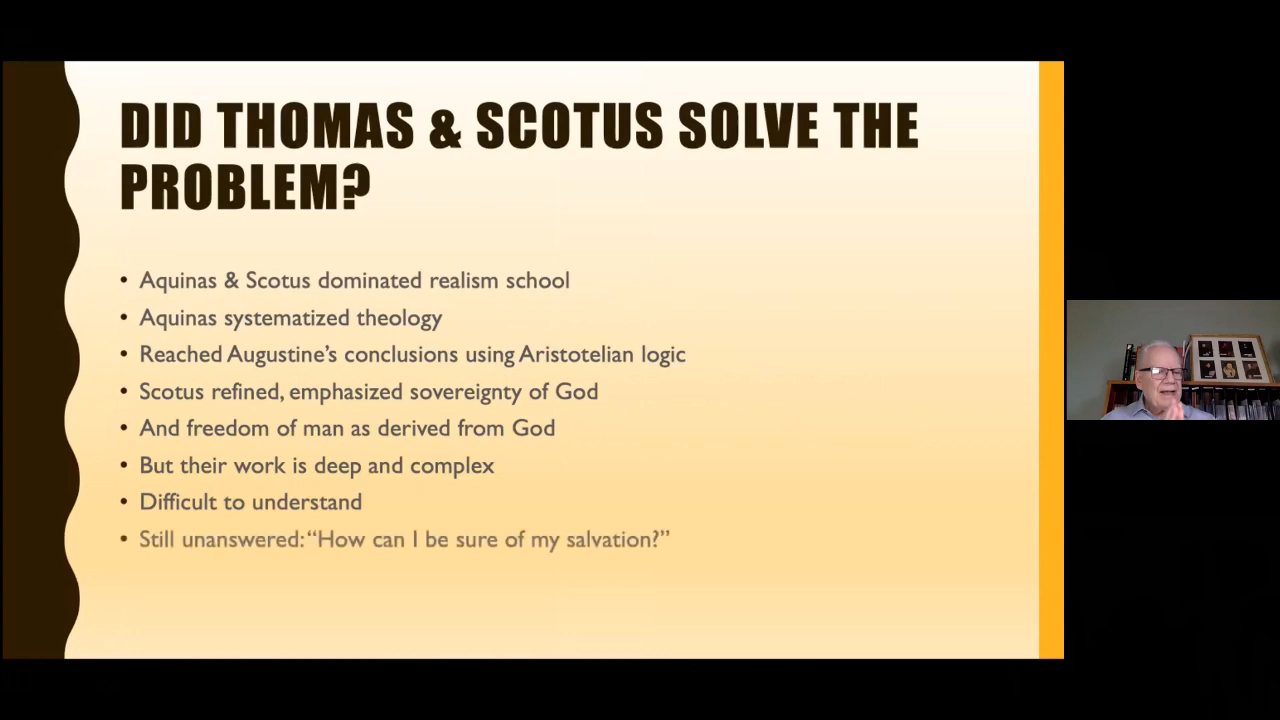 DID THOMAS & SCOTUS SOLVE THE
PROBLEM?
• Aquinas & Scotus dominated realism school
• Aquinas systematized theology
• Reached Augustine’s conclusions using Aristotelian logic
• Scotus refined, emphasized sovereignty of God
• And freedom of man as derived from God
• But their work is deep and complex
• Difficult to understand
• Still unanswered: “How can I be sure of my salvation?”